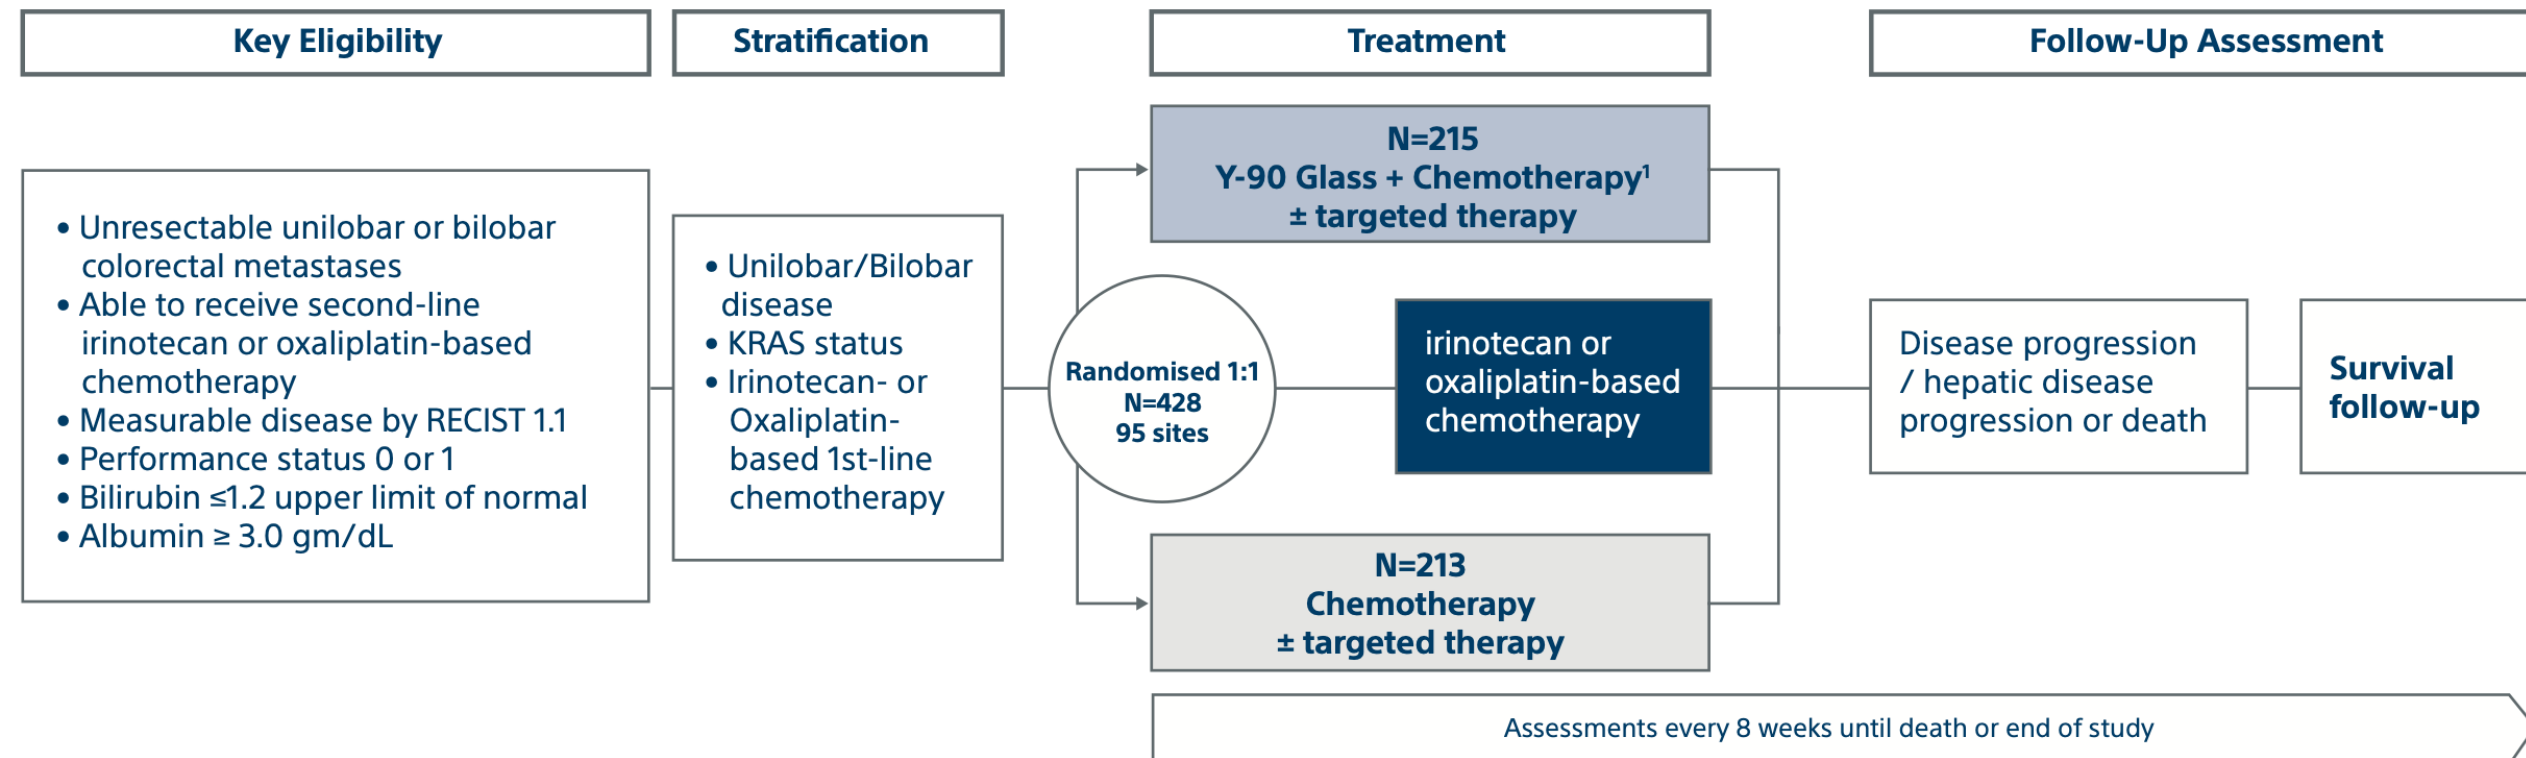 Key Eligibility
Stratification
Treatment
Follow-Up Assessment
• Unresectable unilobar or bilobar
colorectal metastases
• Able to receive second-line
irinotecan or oxaliplatin-based
chemotherapy
• Measurable disease by RECIST 1.1
• Performance status 0 or 1
• Bilirubin ≤1.2 upper limit of normal
• Albumin ≥ 3.0 gm/dL
• Unilobar/Bilobar
disease
• KRAS status
• Irinotecan- or
Oxaliplatin-
based 1st-line
chemotherapy
Randomised 1:1
N=428
95 sites
N=215
Y-90 Glass + Chemotherapy¹
± targeted therapy
irinotecan or
oxaliplatin-based
chemotherapy
N=213
Chemotherapy
± targeted therapy
Disease progression
/ hepatic disease
progression or death
Survival
follow-up
Assessments every 8 weeks until death or end of study